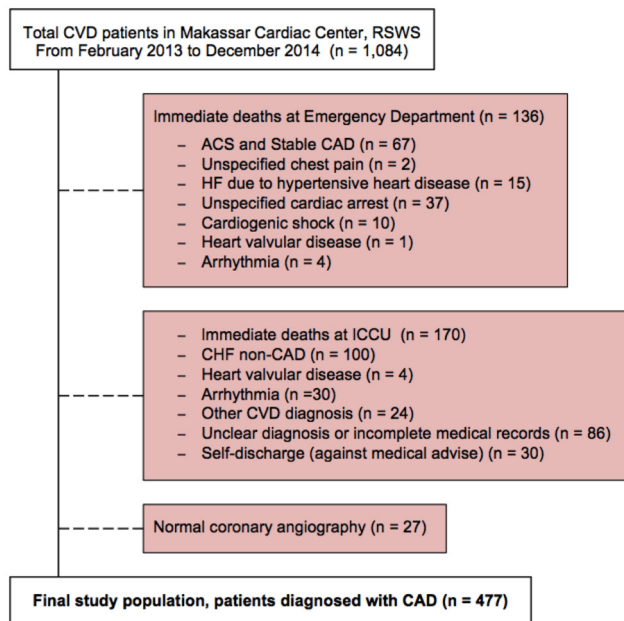 Total CVD patients in Makassar Cardiac Center, RSWS
From February 2013 to December 2014 (n = 1,084)
Immediate deaths at Emergency Department (n = 136)
– ACS and Stable CAD (n = 67)
– Unspecified chest pain (n = 2)
– HF due to hypertensive heart disease (n = 15)
– Unspecified cardiac arrest (n = 37)
– Cardiogenic shock (n = 10)
– Heart valvular disease (n = 1)
– Arrhythmia (n = 4)
– Immediate deaths at ICCU (n = 170)
– CHF non-CAD (n = 100)
– Heart valvular disease (n = 4)
– Arrhythmia (n =30)
– Other CVD diagnosis (n = 24)
– Unclear diagnosis or incomplete medical records (n = 86)
– Self-discharge (against medical advise) (n = 30)
Normal coronary angiography (n = 27)
Final study population, patients diagnosed with CAD (n = 477)